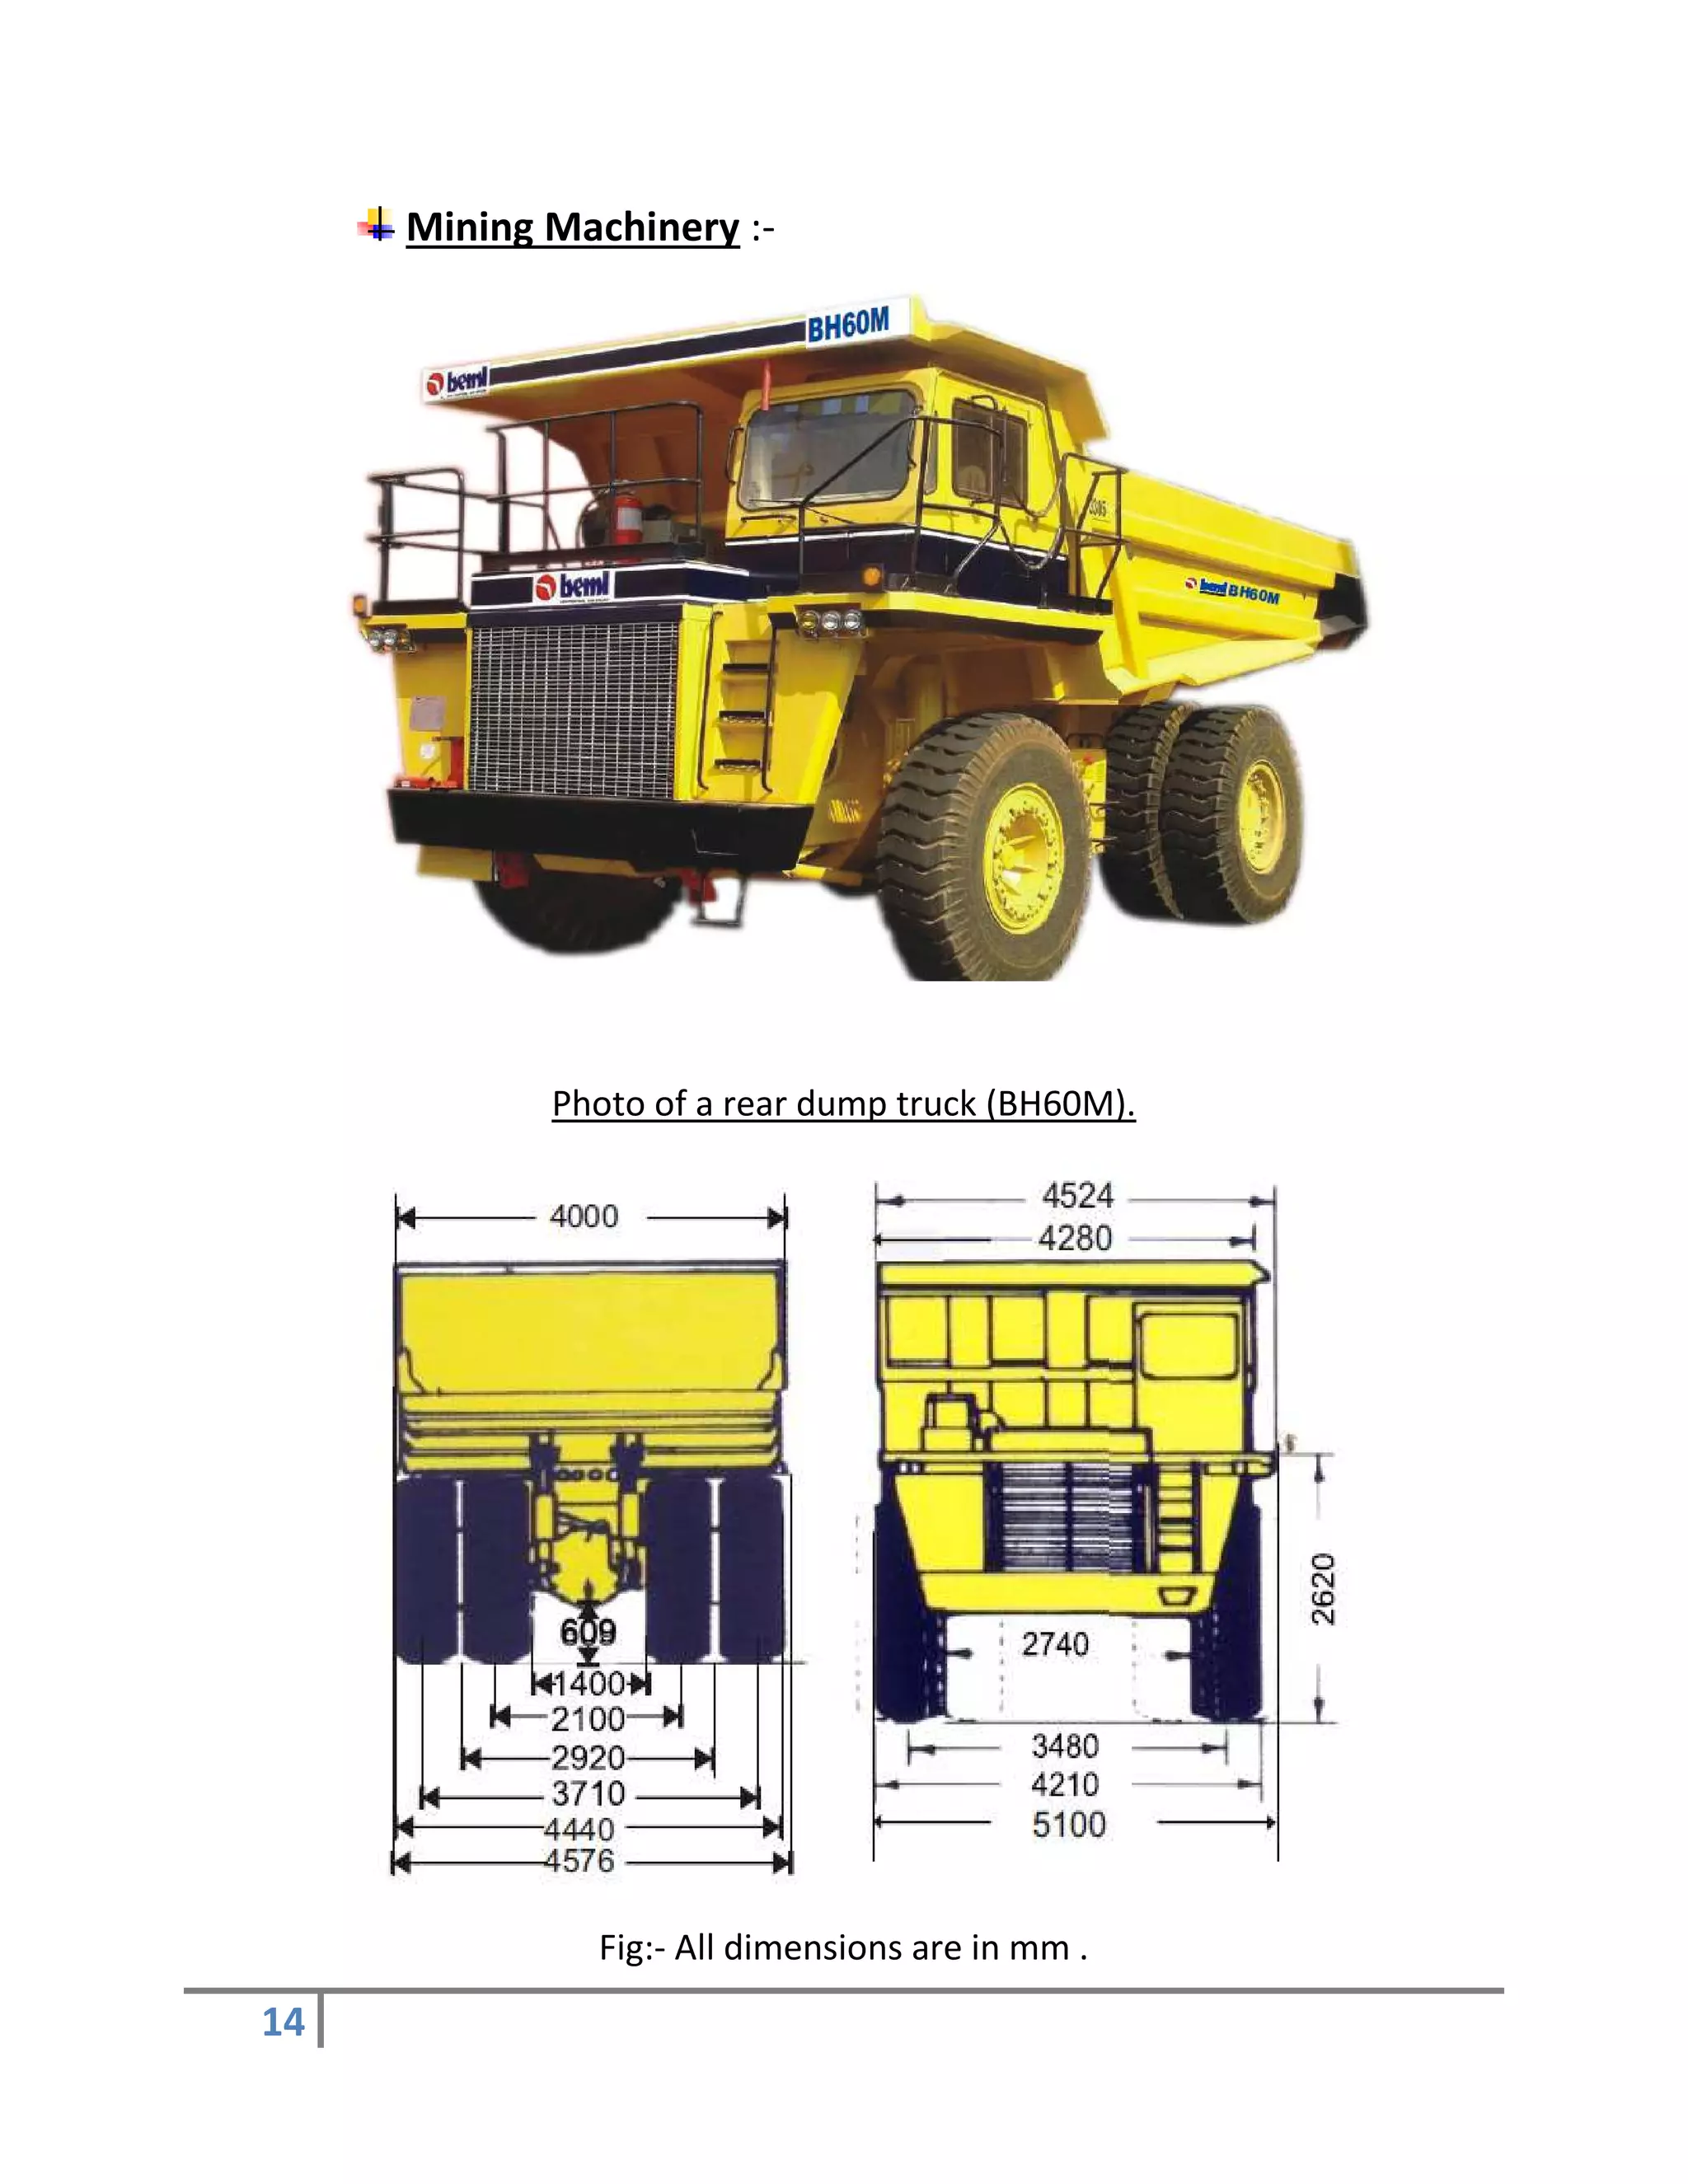 Mining Machinery :-
BH60M
beml
beml
beml BH60M
Photo of a rear dump truck (BH60M).
4000
4524
4280
2620
609
2740
1400
2100
2920
3710
4440
4576
3480
4210
5100
Fig:- All dimensions are in mm .
14